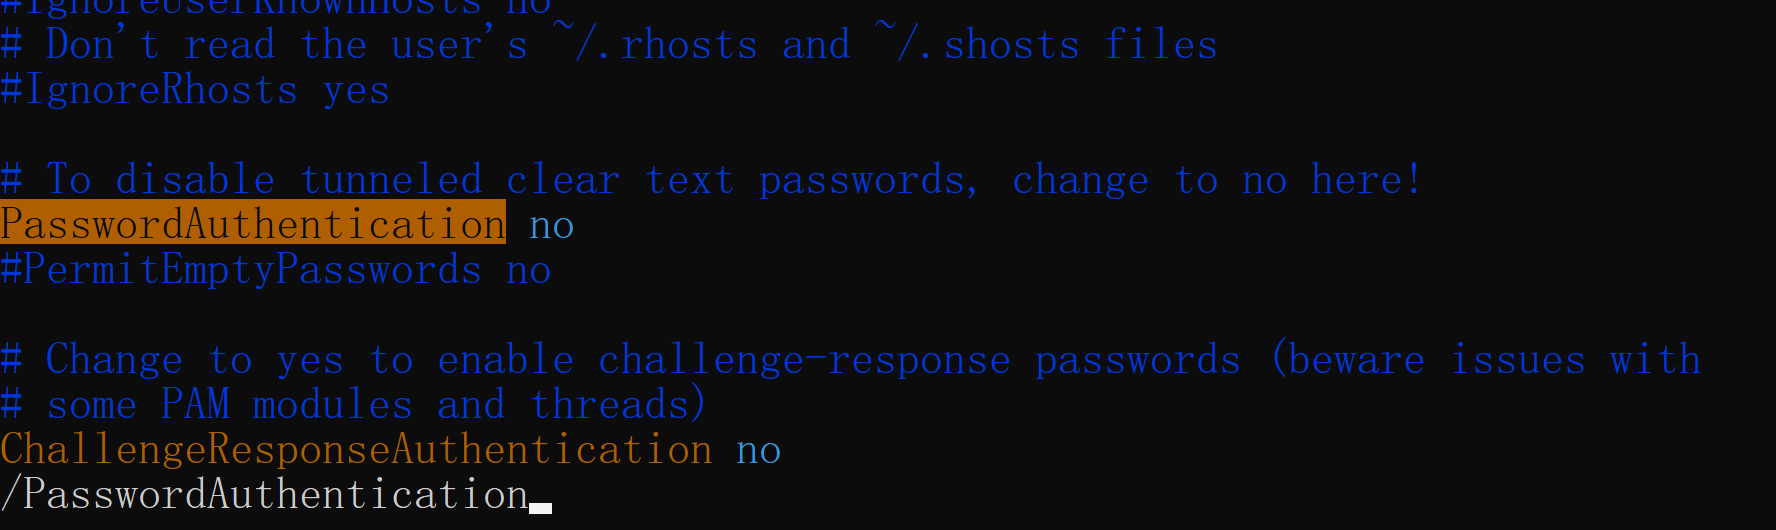 #IgnoreUserKnownHosts no
# Don't read the user's ~/.rhosts and ~/.shosts files
#IgnoreRhosts yes
# To disable tunneled clear text passwords, change to no here!
PasswordAuthentication no
#PermitEmptyPasswords no
# Change to yes to enable challenge-response passwords (beware issues with
# some PAM modules and threads)
ChallengeResponseAuthentication no
/PasswordAuthentication